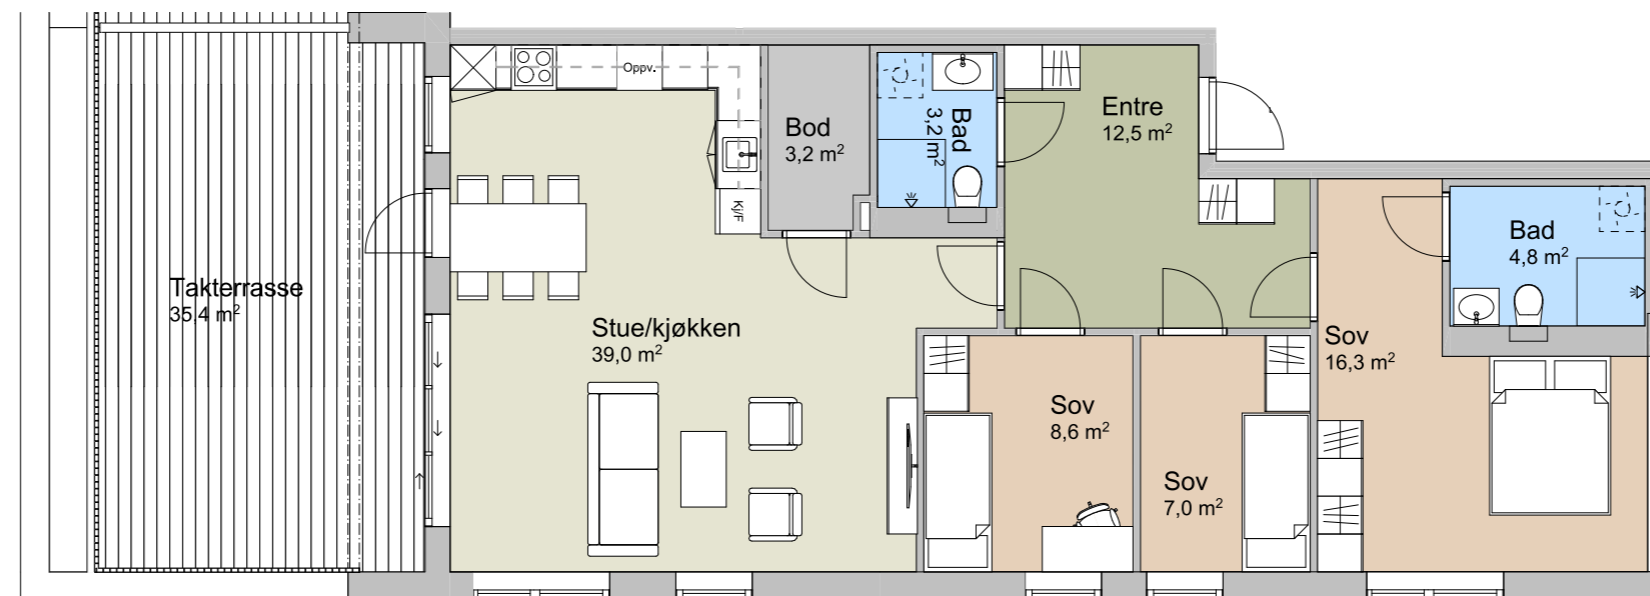 Takterrasse
35,4 m²
Oppv.
Kj/F
Stue/kjøkken
39,0 m²
Bod
3,2 m²
Bad
3,2 m²
Entre
12,5 m²
Sov
8,6 m²
Sov
7,0 m²
Sov
16,3 m²
Bad
4,8 m²